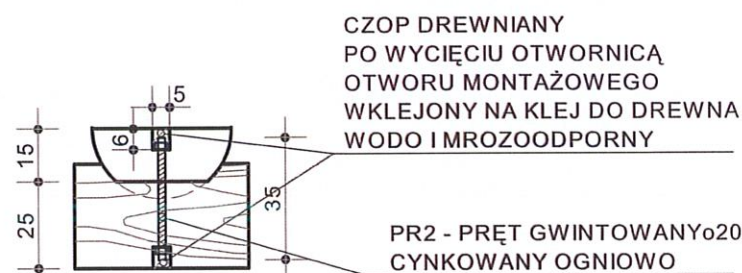 CZOP DREWNIANY
PO WYCIĘCIU OTWORNICĄ
OTWORU MONTAŻOWEGO
WKLEJONY NA KLEJ DO DREWNA
WODO I MROZOODPORNY
5
6
15
25
35
PR2 - PRĘT GWINTOWANYo20
CYNKOWANY OGNIOWO